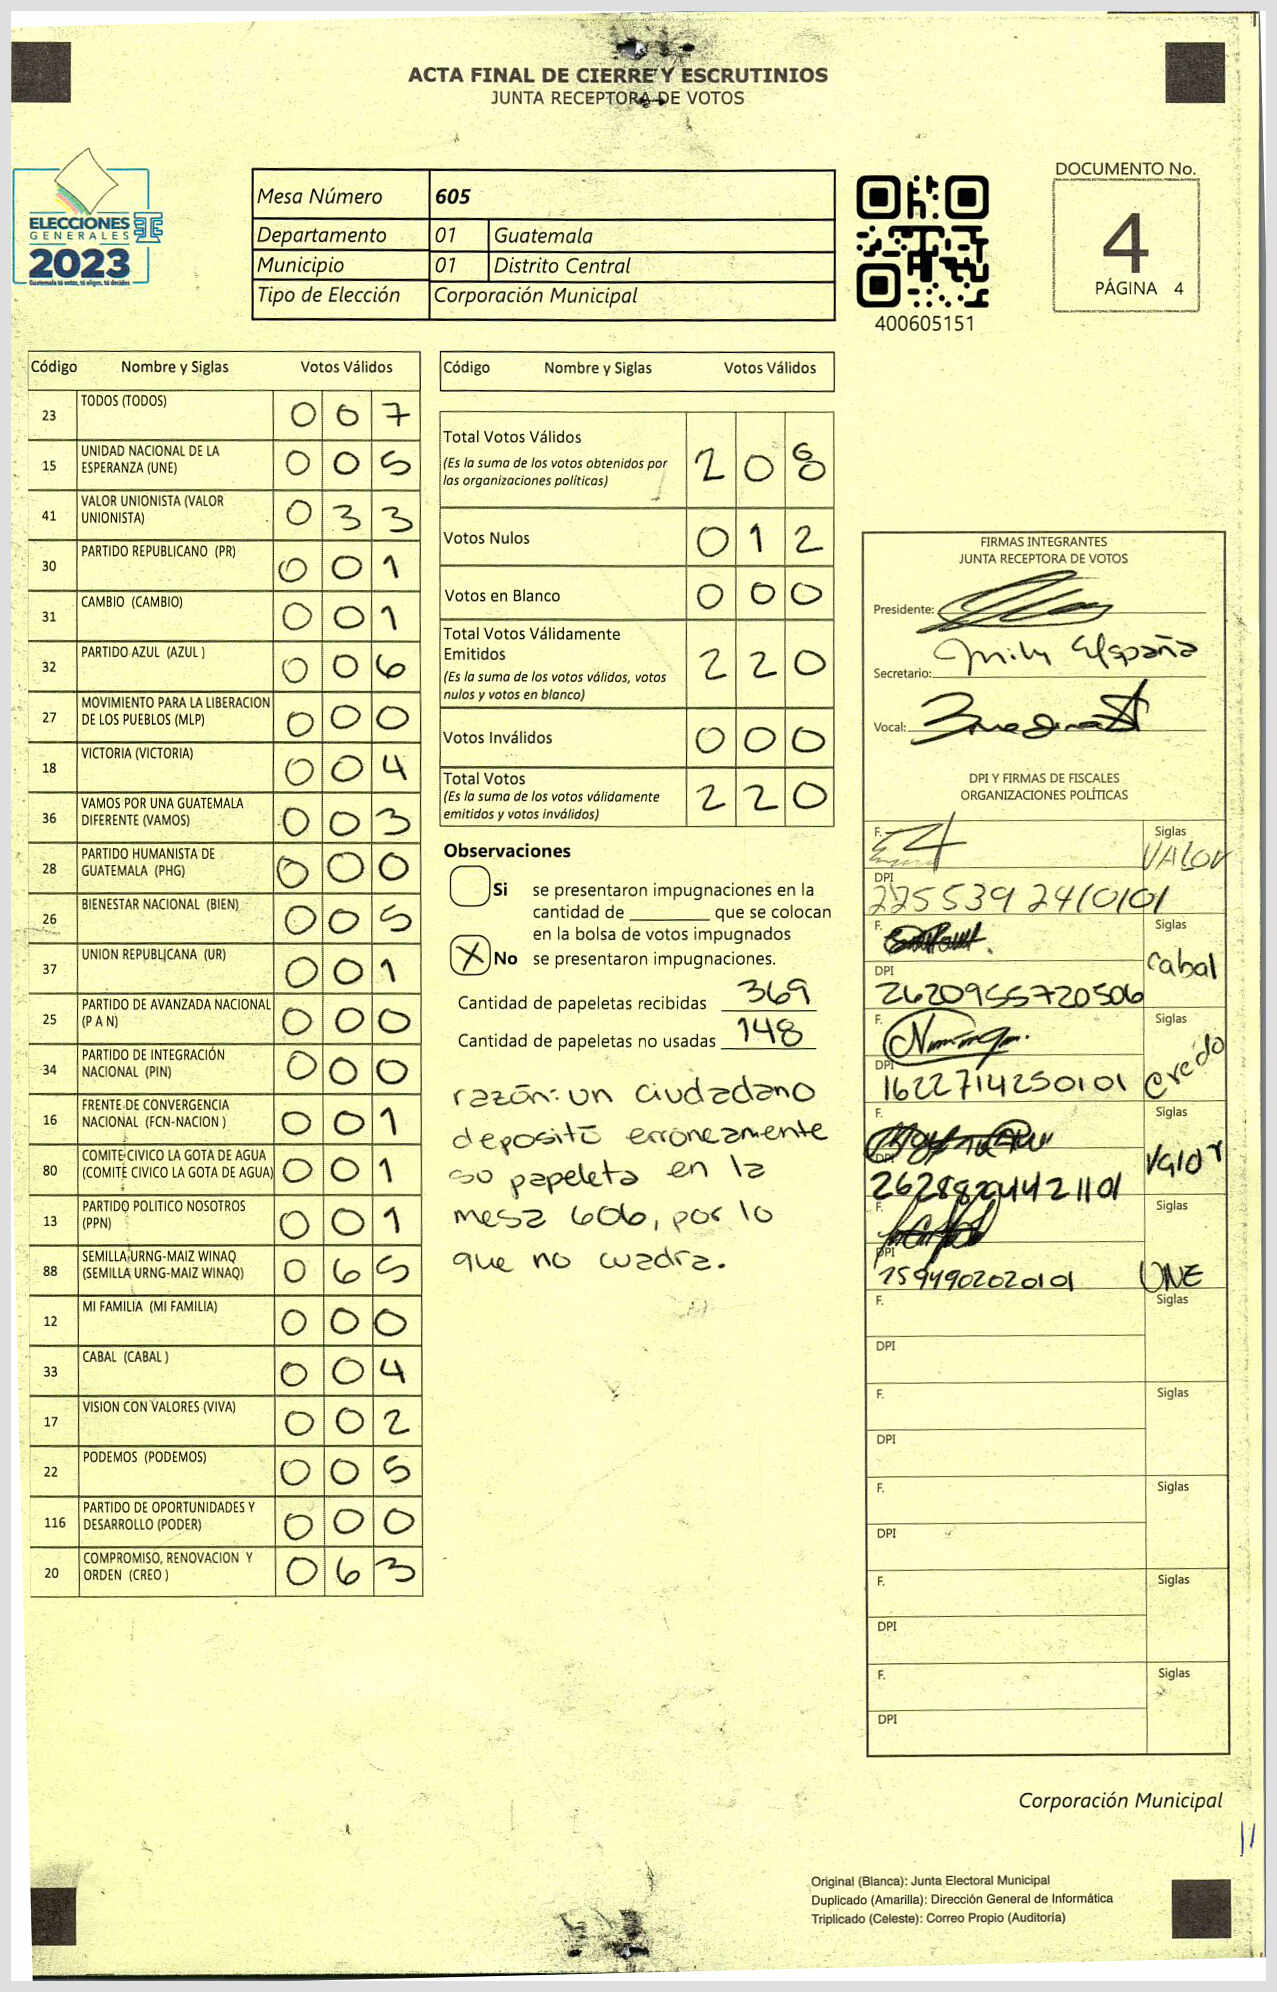 ACTA FINAL DE CIERRE Y ESCRUTINIOS
JUNTA RECEPTORA DE VOTOS
ELECCIONES
GENERALES
2023
Guatemala tú votas, tú eliges, tú decides
Mesa Número 605
Departamento 01 Guatemala
Municipio 01 Distrito Central
Tipo de Elección Corporación Municipal
400605151
DOCUMENTO No.
4
PÁGINA 4
Código Nombre y Siglas Votos Válidos
23 TODOS (TODOS) 0 0 7
15 UNIDAD NACIONAL DE LA
ESPERANZA (UNE) 0 0 5
41 VALOR UNIONISTA (VALOR
UNIONISTA) 0 3 3
30 PARTIDO REPUBLICANO (PR) 0 0 1
31 CAMBIO (CAMBIO) 0 0 1
32 PARTIDO AZUL (AZUL ) 0 0 6
27 MOVIMIENTO PARA LA LIBERACION
DE LOS PUEBLOS (MLP) 0 0 0
18 VICTORIA (VICTORIA) 0 0 4
36 VAMOS POR UNA GUATEMALA
DIFERENTE (VAMOS) 0 0 3
28 PARTIDO HUMANISTA DE
GUATEMALA (PHG) 0 0 0
26 BIENESTAR NACIONAL (BIEN) 0 0 5
37 UNION REPUBLICANA (UR) 0 0 1
25 PARTIDO DE AVANZADA NACIONAL
(P A N) 0 0 0
34 PARTIDO DE INTEGRACIÓN
NACIONAL (PIN) 0 0 0
16 FRENTE DE CONVERGENCIA
NACIONAL (FCN-NACION ) 0 0 1
80 COMITE CIVICO LA GOTA DE AGUA
(COMITE CIVICO LA GOTA DE AGUA) 0 0 1
13 PARTIDO POLITICO NOSOTROS
(PPN) 0 0 1
88 SEMILLA URNG-MAIZ WINAQ
(SEMILLA URNG-MAIZ WINAQ) 0 6 5
12 MI FAMILIA (MI FAMILIA) 0 0 0
33 CABAL (CABAL ) 0 0 4
17 VISION CON VALORES (VIVA) 0 0 2
22 PODEMOS (PODEMOS) 0 0 5
116 PARTIDO DE OPORTUNIDADES Y
DESARROLLO (PODER) 0 0 0
20 COMPROMISO, RENOVACION Y
ORDEN (CREO ) 0 6 3
Código Nombre y Siglas Votos Válidos
Total Votos Válidos
(Es la suma de los votos obtenidos por
las organizaciones políticas) 2 0 8
Votos Nulos 0 1 2
Votos en Blanco 0 0 0
Total Votos Válidamente
Emitidos
(Es la suma de los votos válidos, votos
nulos y votos en blanco) 2 2 0
Votos Inválidos 0 0 0
Total Votos
(Es la suma de los votos válidamente
emitidos y votos inválidos) 2 2 0
Observaciones
Si se presentaron impugnaciones en la
cantidad de ________ que se colocan
en la bolsa de votos impugnados
X No se presentaron impugnaciones.
Cantidad de papeletas recibidas 369
Cantidad de papeletas no usadas 148
razón: un ciudadano
depositó erroneamente
su papeleta en la
mesa 606, por lo
que no cuadra.
FIRMAS INTEGRANTES
JUNTA RECEPTORA DE VOTOS
Presidente:
Secretario: España
Vocal:
DPI Y FIRMAS DE FISCALES
ORGANIZACIONES POLÍTICAS
F. Siglas
VALOR
DPI
22553924/0101
F. Siglas
Cabal
DPI
2620955720506
F. Siglas
Credo
DPI
1622714250101
F. Siglas
Valor
DPI
F. Siglas
DPI
1594902020101 UNE
F. Siglas
DPI
F. Siglas
DPI
F. Siglas
DPI
F. Siglas
DPI
F. Siglas
DPI
Corporación Municipal
11
Original (Blanca): Junta Electoral Municipal
Duplicado (Amarilla): Dirección General de Informática
Triplicado (Celeste): Correo Propio (Auditoría)